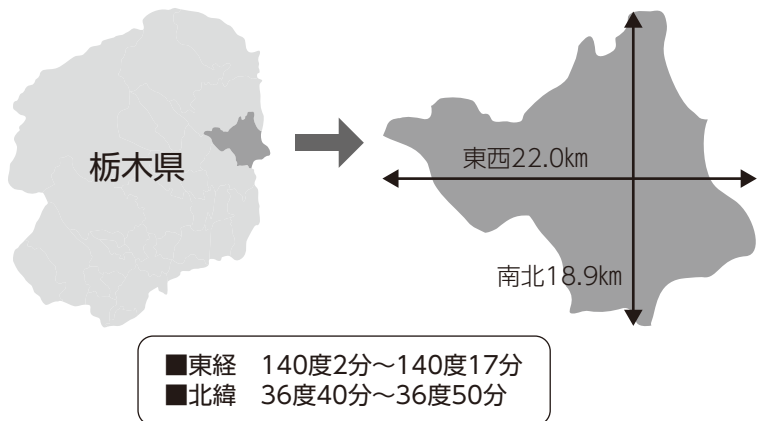 栃木県
東西22.0㎞
南北18.9㎞
■東経　140度2分～140度17分
■北緯　36度40分～36度50分